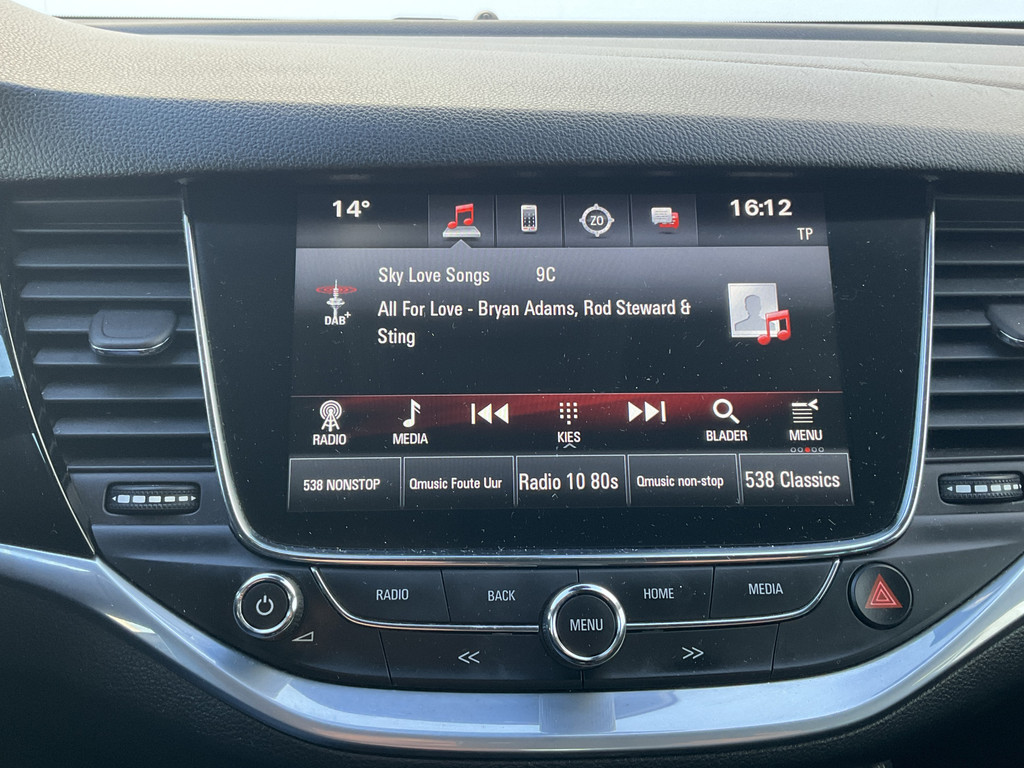 14°
ZO
16:12
TP
Sky Love Songs 9C
DAB+
All For Love - Bryan Adams, Rod Steward &
Sting
RADIO
MEDIA
KIES
BLADER
MENU
538 NONSTOP
Qmusic Foute Uur
Radio 10 80s
Qmusic non-stop
538 Classics
RADIO
BACK
HOME
MEDIA
MENU